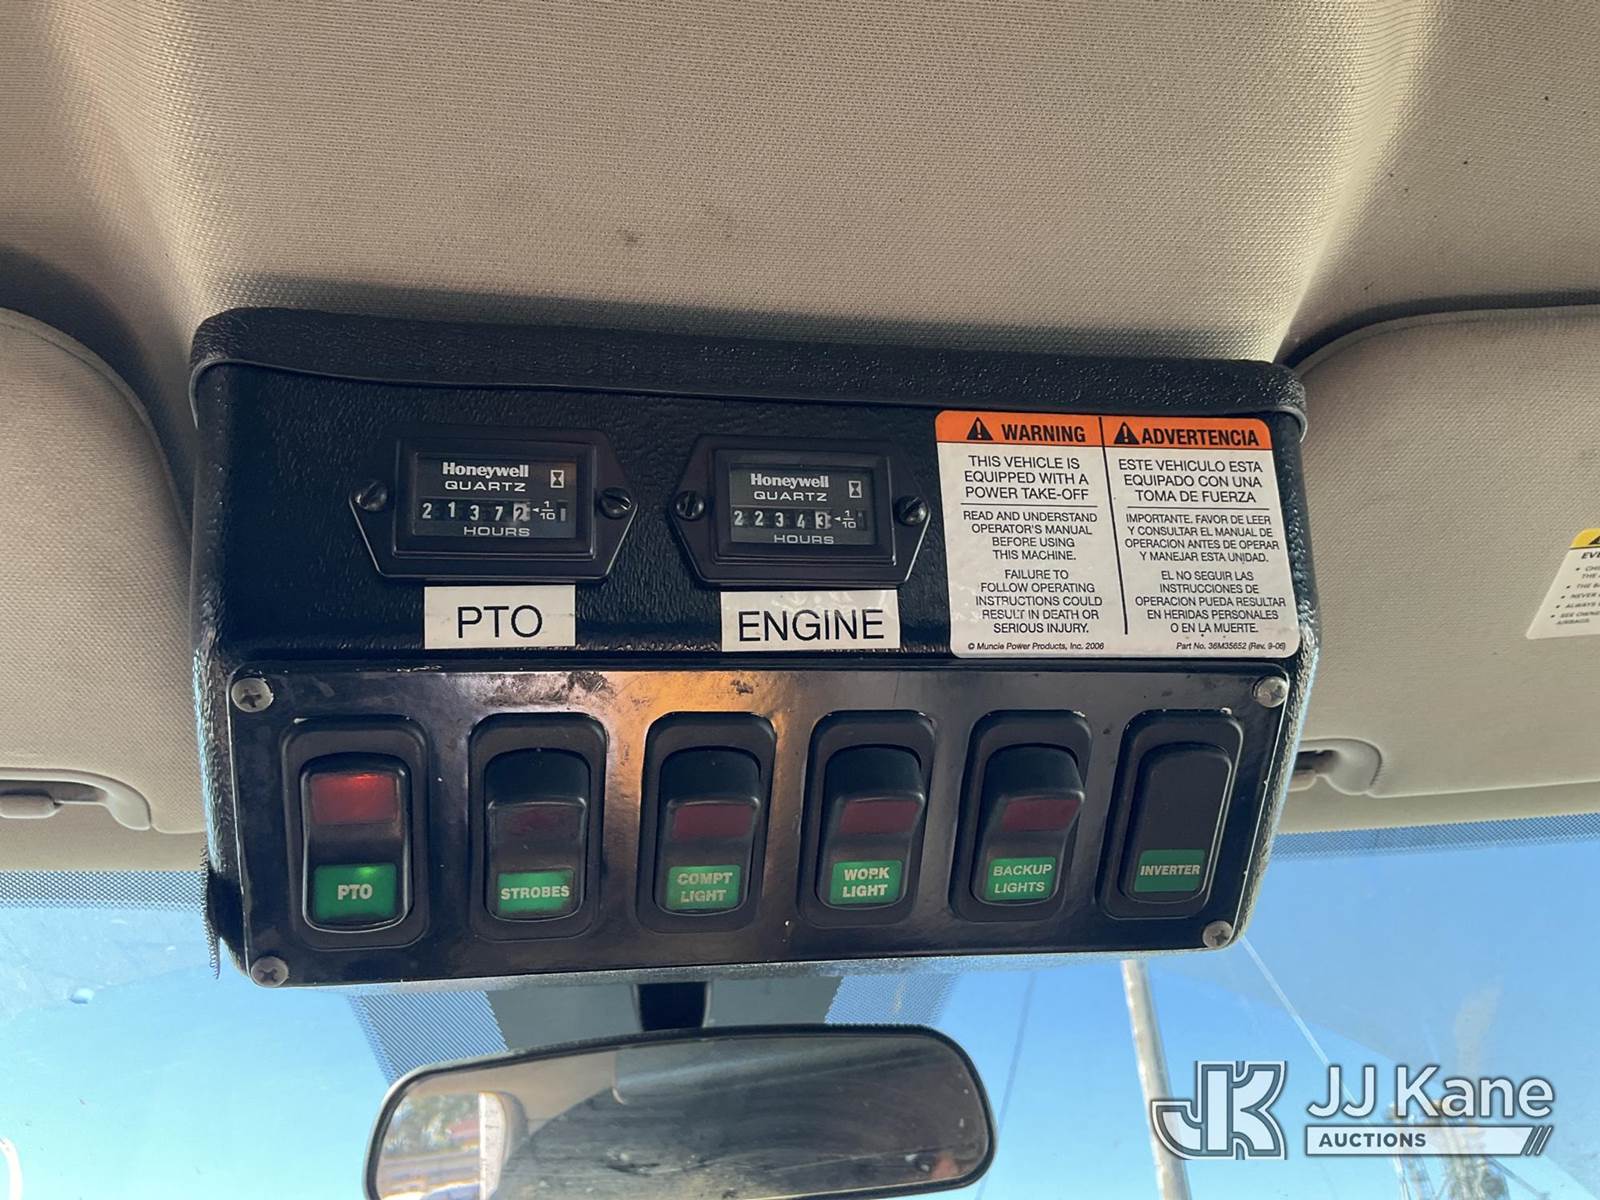 Honeywell
QUARTZ
2 1 3 7 2 1/10
HOURS
PTO
Honeywell
QUARTZ
2 2 3 4 3 1/10
HOURS
ENGINE
WARNING
THIS VEHICLE IS
EQUIPPED WITH A
POWER TAKE-OFF
READ AND UNDERSTAND
OPERATOR'S MANUAL
BEFORE USING
THIS MACHINE.
FAILURE TO
FOLLOW OPERATING
INSTRUCTIONS COULD
RESULT IN DEATH OR
SERIOUS INJURY.
© Muncie Power Products, Inc. 2006
ADVERTENCIA
ESTE VEHICULO ESTA
EQUIPADO CON UNA
TOMA DE FUERZA
IMPORTANTE. FAVOR DE LEER
Y CONSULTAR EL MANUAL DE
OPERACION ANTES DE OPERAR
Y MANEJAR ESTA UNIDAD.
EL NO SEGUIR LAS
INSTRUCCIONES DE
OPERACION PUEDA RESULTAR
EN HERIDAS PERSONALES
O EN LA MUERTE.
Part No. 36M35652 (Rev. 9-06)
PTO
STROBES
COMPT
LIGHT
WORK
LIGHT
BACKUP
LIGHTS
INVERTER
JK
JJ Kane
AUCTIONS